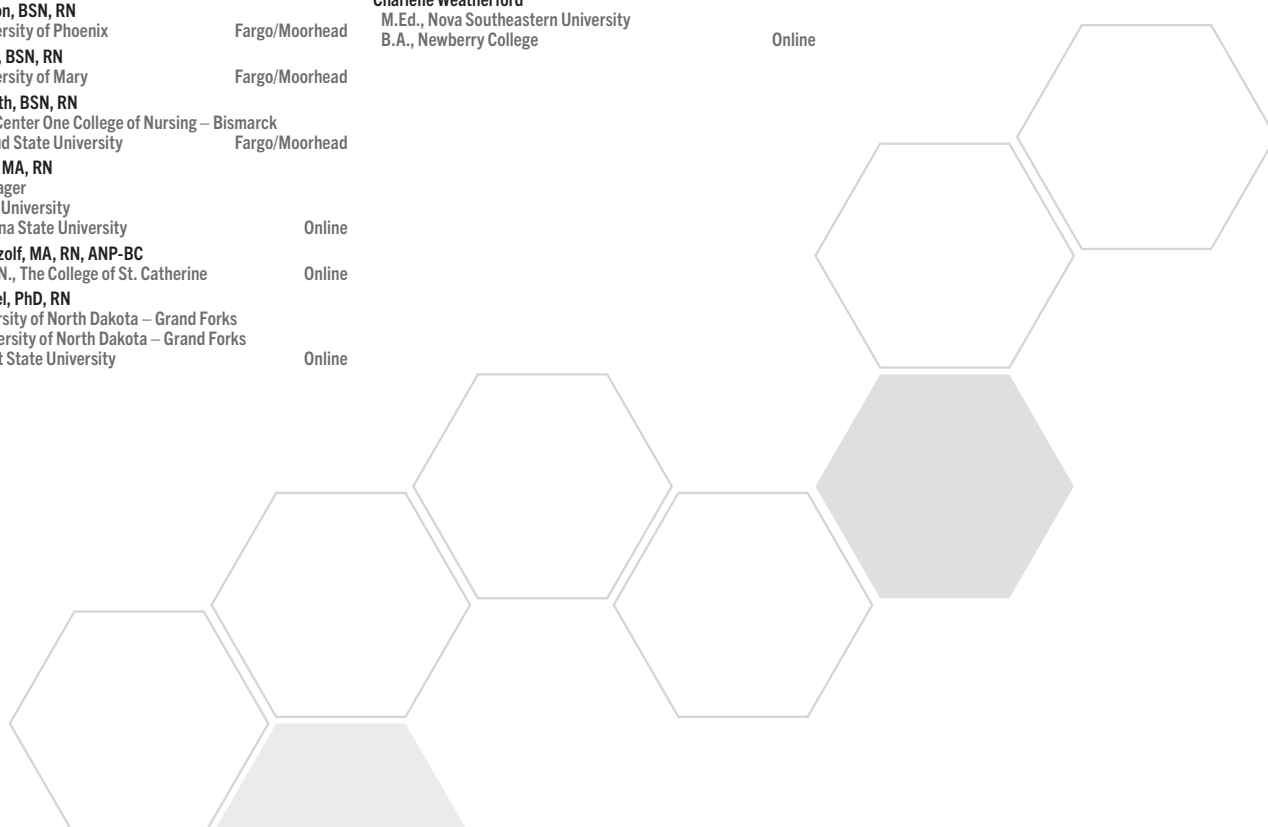 on, BSN, RN
ersity of Phoenix Fargo/Moorhead
, BSN, RN
ersity of Mary Fargo/Moorhead
th, BSN, RN
Center One College of Nursing – Bismarck
d State University Fargo/Moorhead
MA, RN
ager
University
na State University Online
zolf, MA, RN, ANP-BC
N., The College of St. Catherine Online
el, PhD, RN
rsity of North Dakota – Grand Forks
ersity of North Dakota – Grand Forks
t State University Online
Charlene Weatherford
M.Ed., Nova Southeastern University
B.A., Newberry College Online